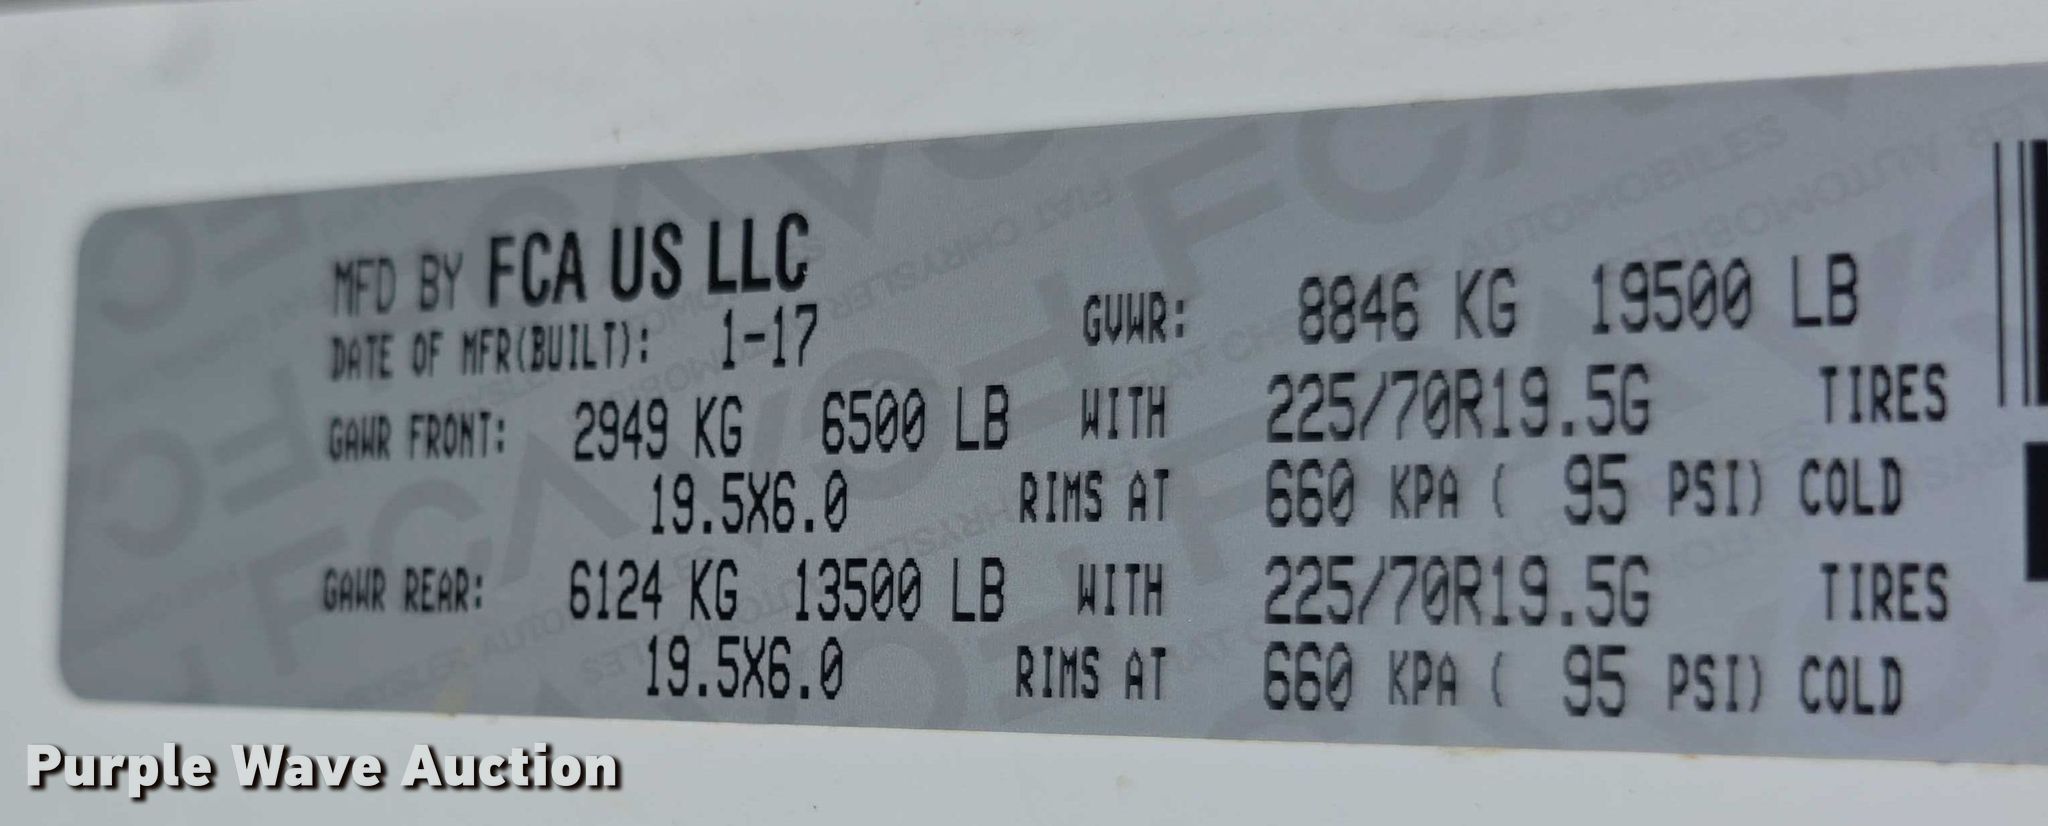 MFD BY FCA US LLC
DATE OF MFR(BUILT): 1-17 GVWR: 8846 KG 19500 LB
GAWR FRONT: 2949 KG 6500 LB WITH 225/70R19.5G TIRES
19.5X6.0 RIMS AT 660 KPA ( 95 PSI) COLD
GAWR REAR: 6124 KG 13500 LB WITH 225/70R19.5G TIRES
19.5X6.0 RIMS AT 660 KPA ( 95 PSI) COLD
Purple Wave Auction